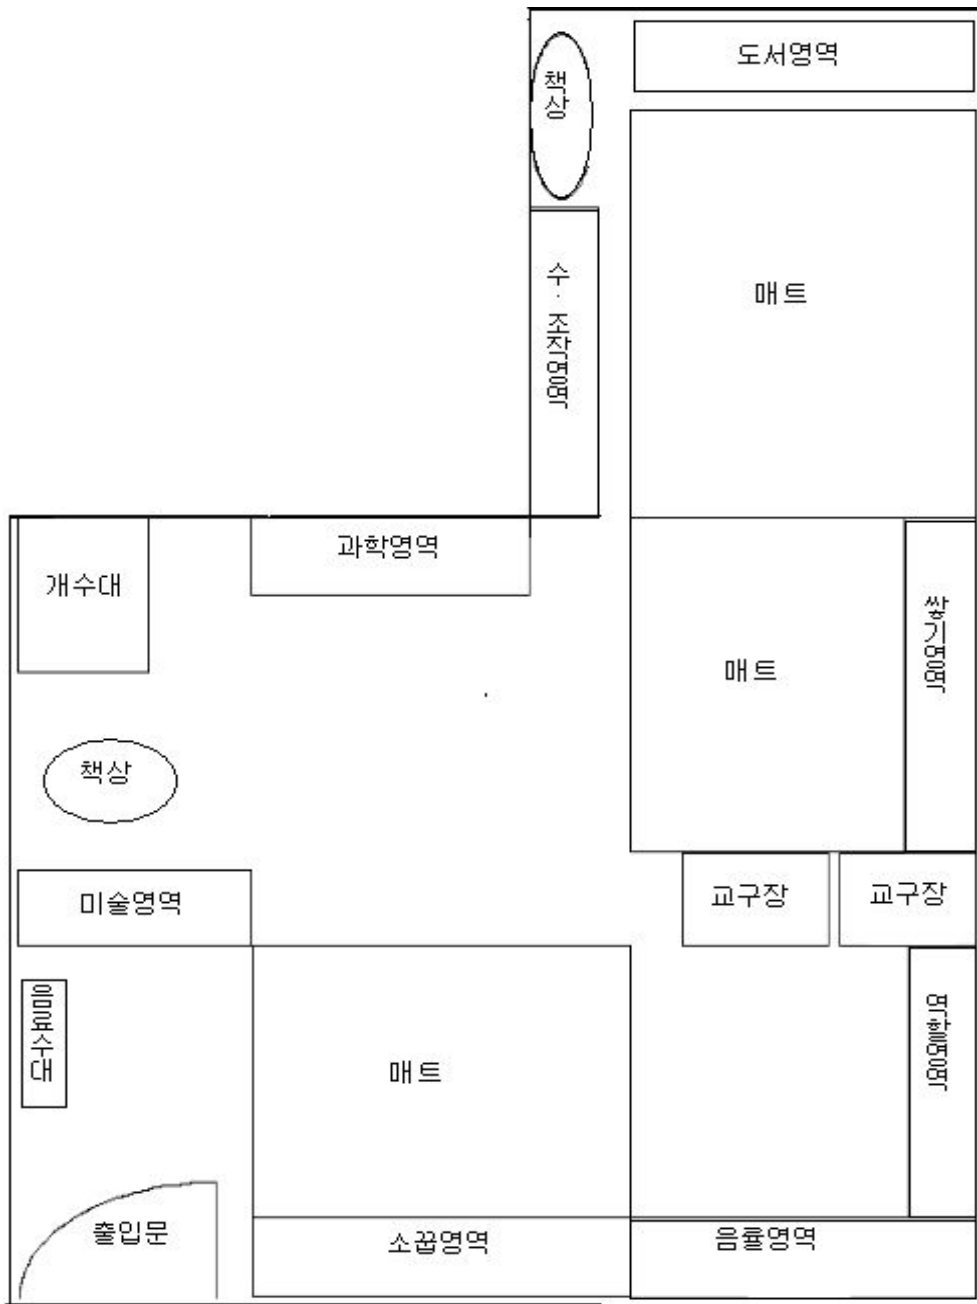 도서영역
책상
매트
수·조작영역
과학영역
개수대
매트
쌓기영역
책상
미술영역
교구장
교구장
음료수대
매트
역할영역
출입문
소꿉영역
음률영역